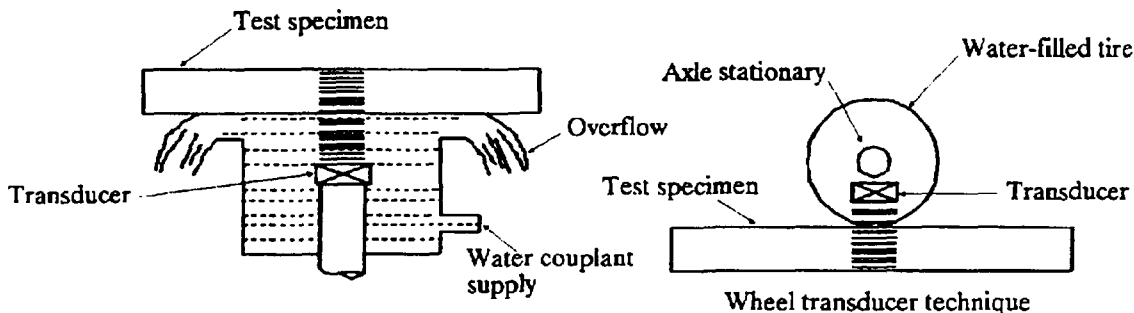 Test specimen
Overflow
Transducer
Water couplant
supply
Water-filled tire
Axle stationary
Test specimen
Transducer
Wheel transducer technique